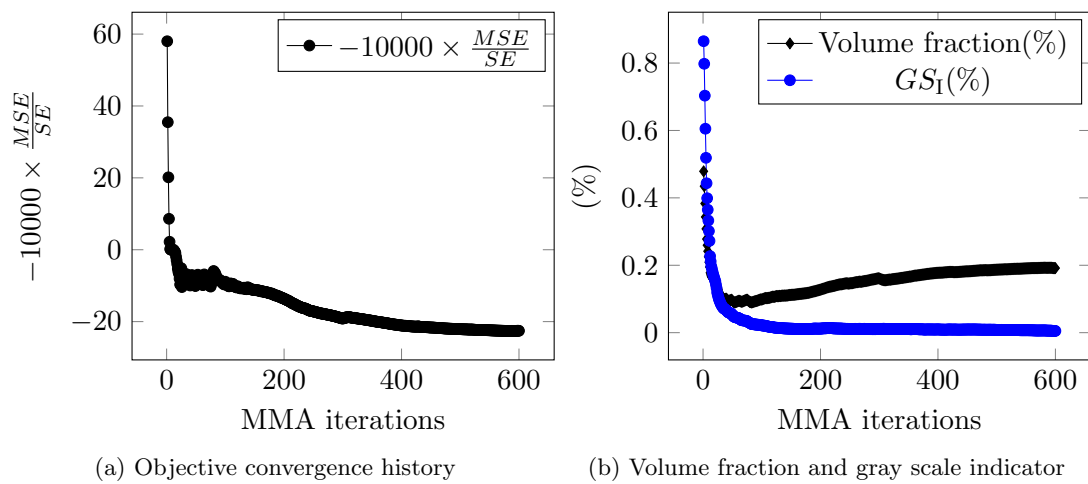 60
40
20
0
−20
0 200 400 600
MMA iterations
−10000 × MSE/SE
−10000 × MSE/SE
(a) Objective convergence history
0.8
0.6
0.4
0.2
0
0 200 400 600
MMA iterations
(%)
Volume fraction(%)
GS_I(%)
(b) Volume fraction and gray scale indicator